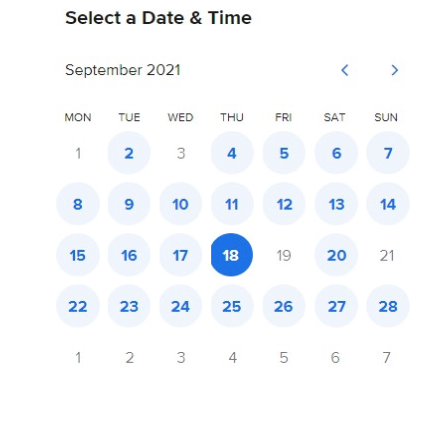 Select a Date & Time
September 2021
MON TUE WED THU FRI SAT SUN
1 2 3 4 5 6 7
8 9 10 11 12 13 14
15 16 17 18 19 20 21
22 23 24 25 26 27 28
1 2 3 4 5 6 7